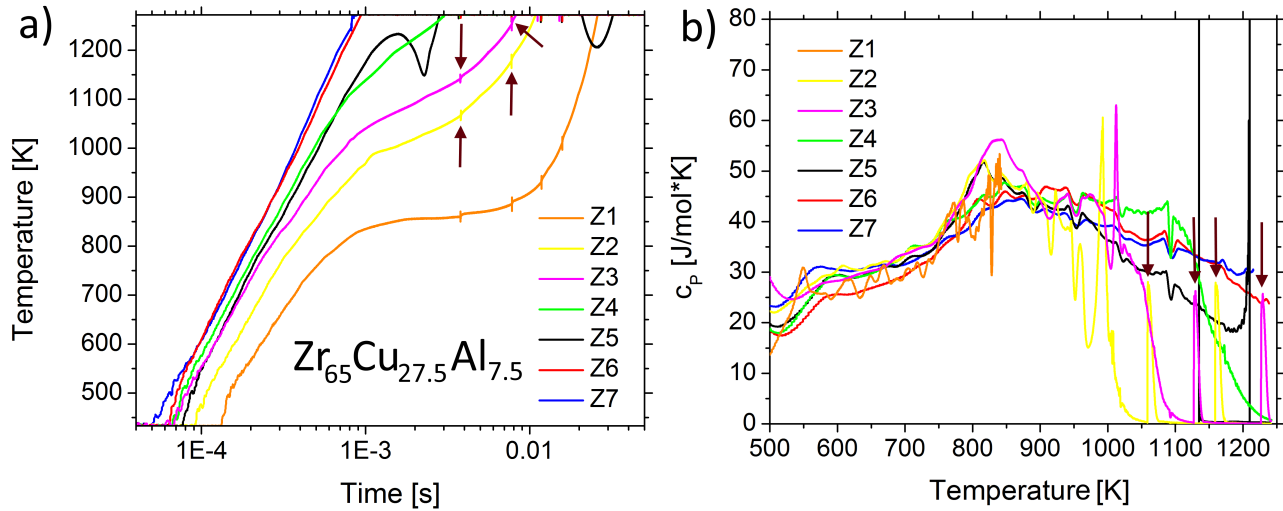 a)
Temperature [K]
1200
1100
1000
900
800
700
600
500
1E-4
1E-3
0.01
Time [s]
Zr65Cu27.5Al7.5
Z1
Z2
Z3
Z4
Z5
Z6
Z7
b)
cP [J/mol*K]
80
70
60
50
40
30
20
10
0
500
600
700
800
900
1000
1100
1200
Temperature [K]
Z1
Z2
Z3
Z4
Z5
Z6
Z7